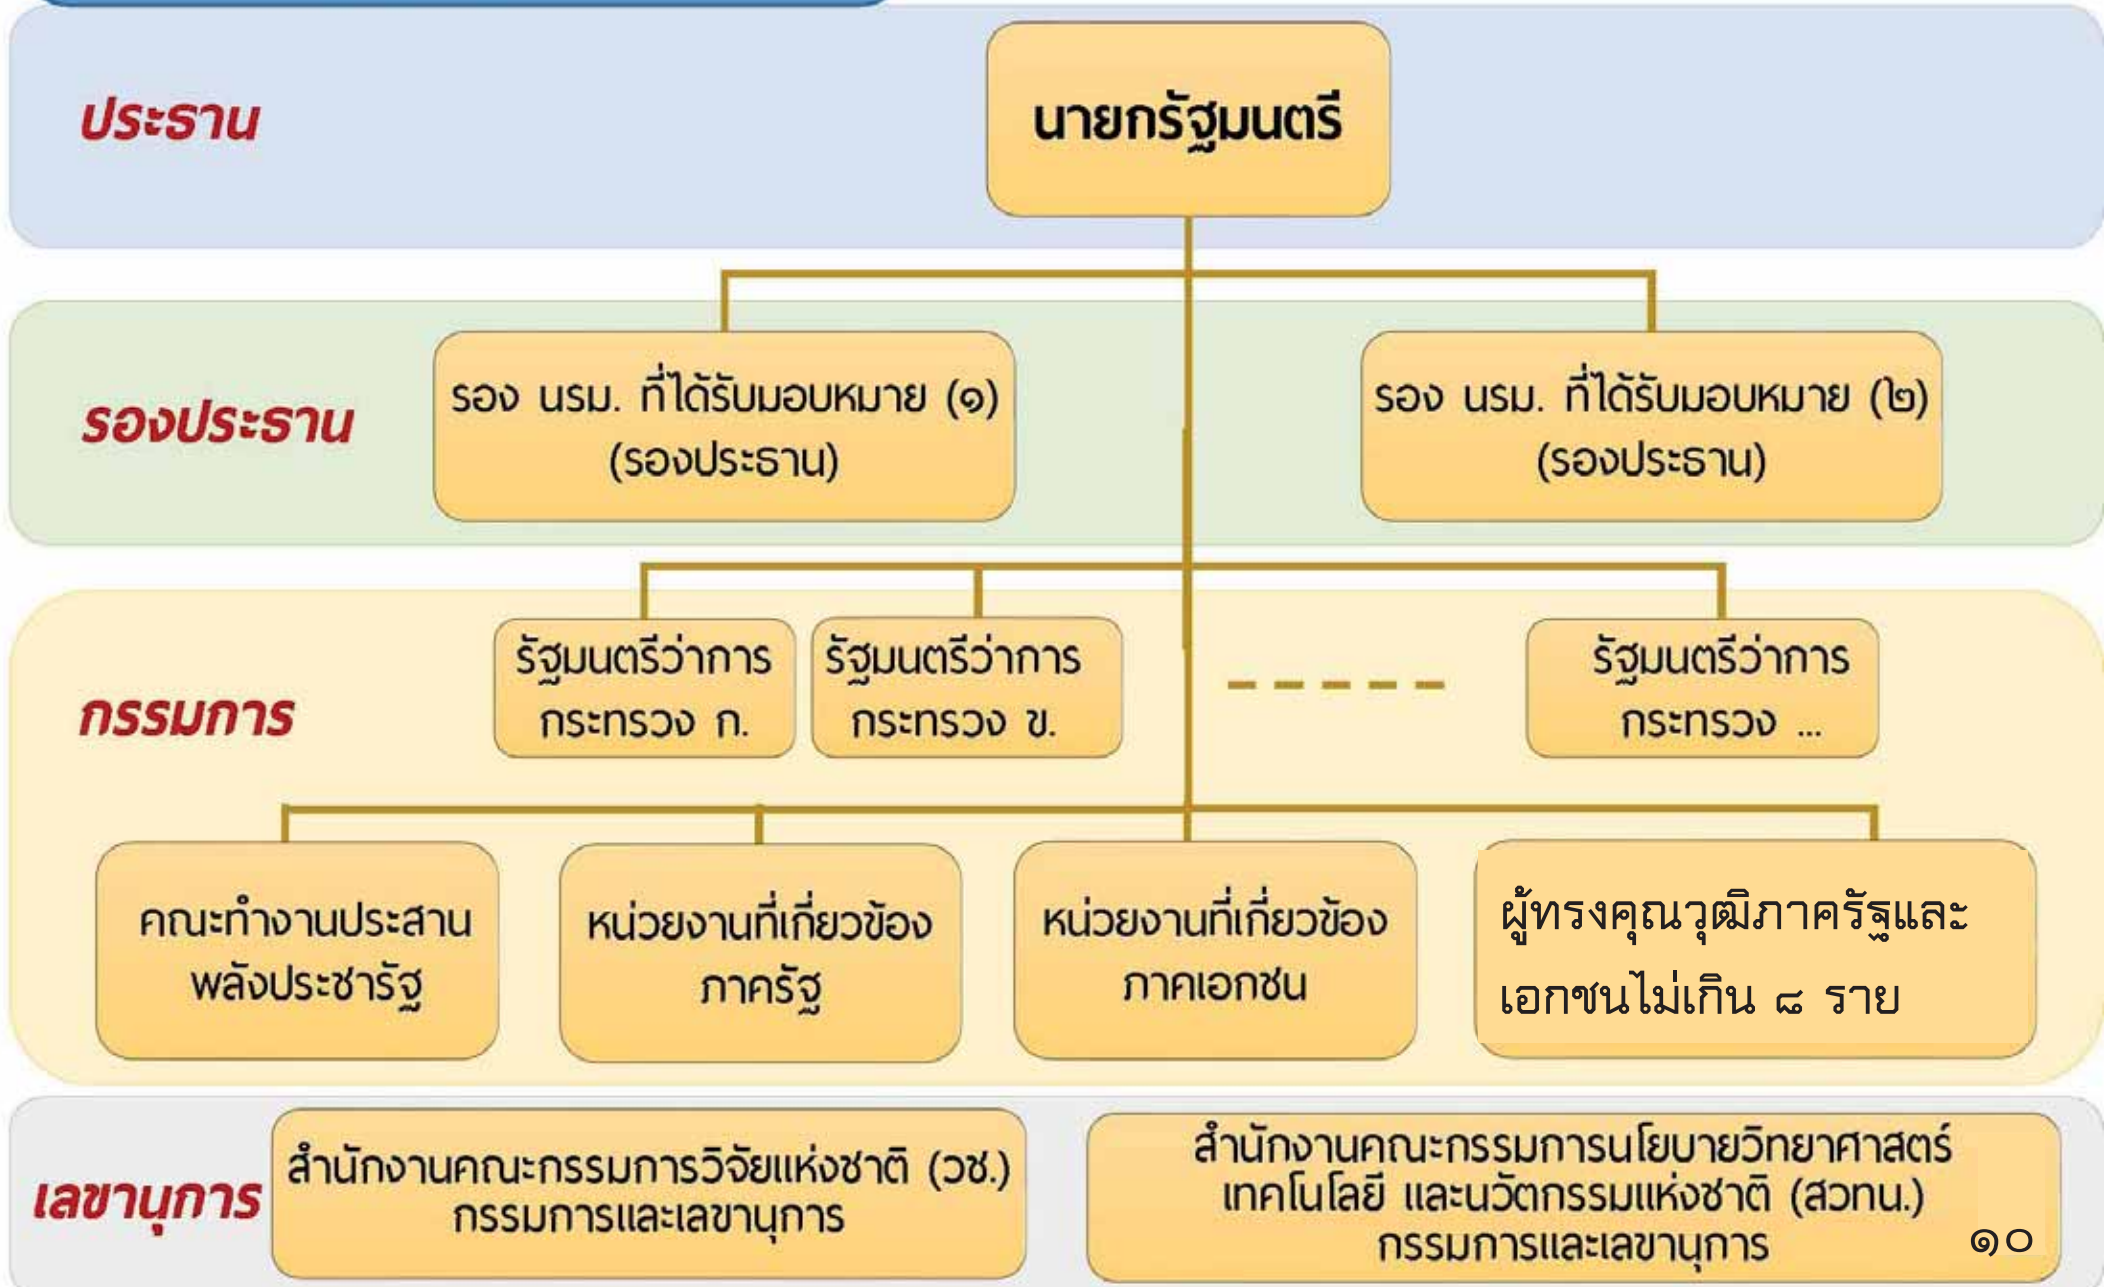 ประธาน
นายกรัฐมนตรี
รองประธาน
รอง นรม. ที่ได้รับมอบหมาย (๑)
(รองประธาน)
รอง นรม. ที่ได้รับมอบหมาย (๒)
(รองประธาน)
กรรมการ
รัฐมนตรีว่าการ
กระทรวง ก.
รัฐมนตรีว่าการ
กระทรวง ข.
รัฐมนตรีว่าการ
กระทรวง ...
คณะทำงานประสาน
พลังประชารัฐ
หน่วยงานที่เกี่ยวข้อง
ภาครัฐ
หน่วยงานที่เกี่ยวข้อง
ภาคเอกชน
ผู้ทรงคุณวุฒิภาครัฐและ
เอกชนไม่เกิน ๘ ราย
เลขานุการ
สำนักงานคณะกรรมการวิจัยแห่งชาติ (วช.)
กรรมการและเลขานุการ
สำนักงานคณะกรรมการนโยบายวิทยาศาสตร์
เทคโนโลยี และนวัตกรรมแห่งชาติ (สวทน.)
กรรมการและเลขานุการ
๑๐